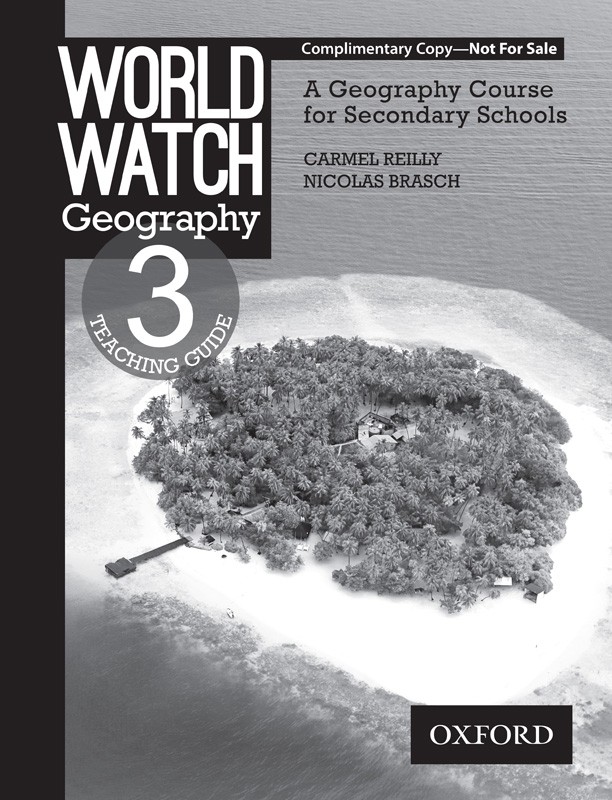 Complimentary Copy—Not For Sale
WORLD
WATCH
Geography
3
TEACHING GUIDE
A Geography Course
for Secondary Schools
CARMEL REILLY
NICOLAS BRASCH
OXFORD